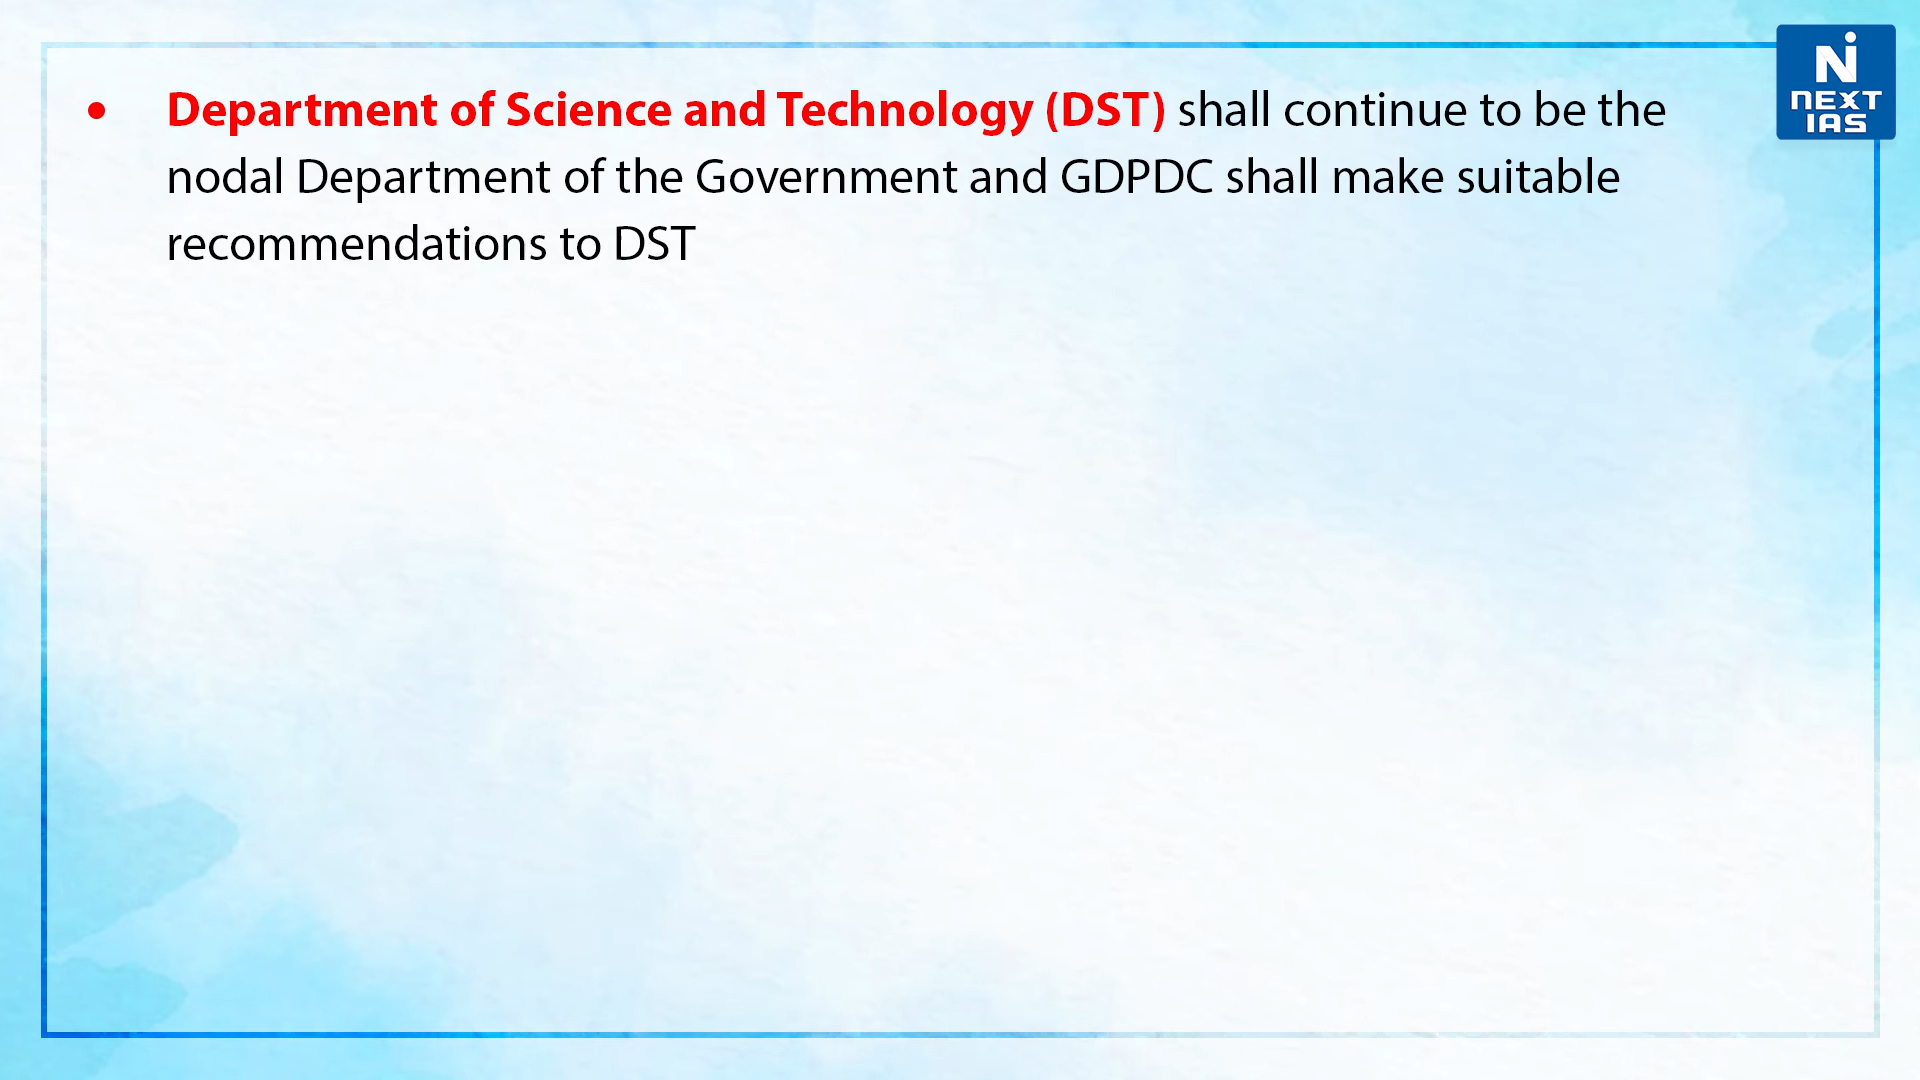 • Department of Science and Technology (DST) shall continue to be the
nodal Department of the Government and GDPDC shall make suitable
recommendations to DST
Ni
NEXT
IAS